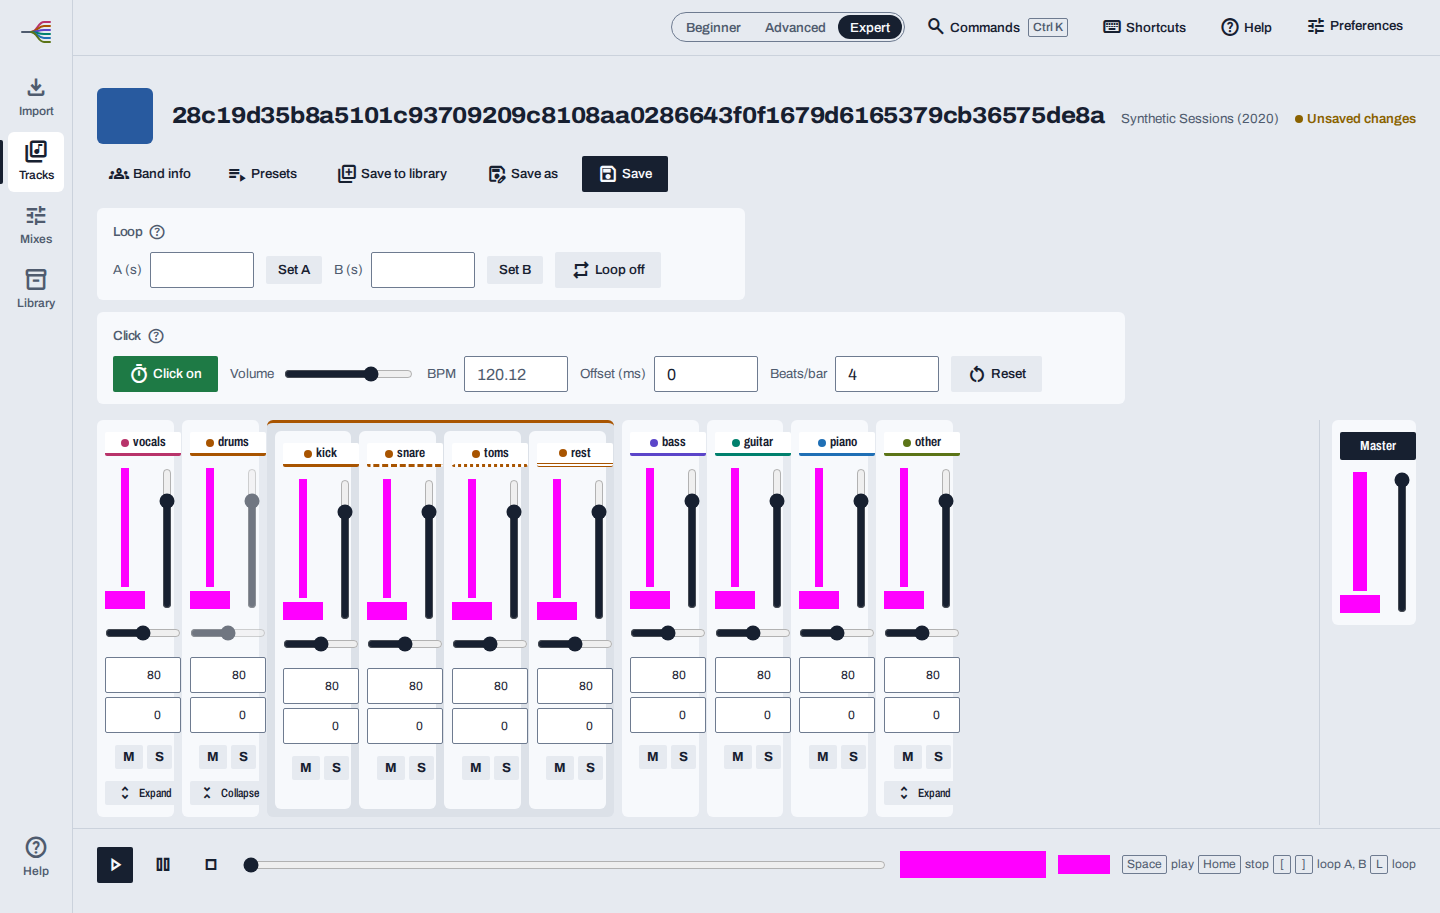 Beginner Advanced Expert Commands Ctrl K Shortcuts Help Preferences
Import
Tracks
Mixes
Library
Help
28c19d35b8a5101c93709209c8108aa0286643f0f1679d6165379cb36575de8a Synthetic Sessions (2020) Unsaved changes
Band info Presets Save to library Save as Save
Loop
A (s) Set A B (s) Set B Loop off
Click
Click on Volume BPM 120.12 Offset (ms) 0 Beats/bar 4 Reset
vocals drums kick snare toms rest bass guitar piano other Master
80 80 80 80 80 80 80 80 80 80
0 0 0 0 0 0 0 0 0 0
M S M S M S M S M S M S M S M S M S M S
Expand Collapse Expand
Space play Home stop [ ] loop A, B L loop